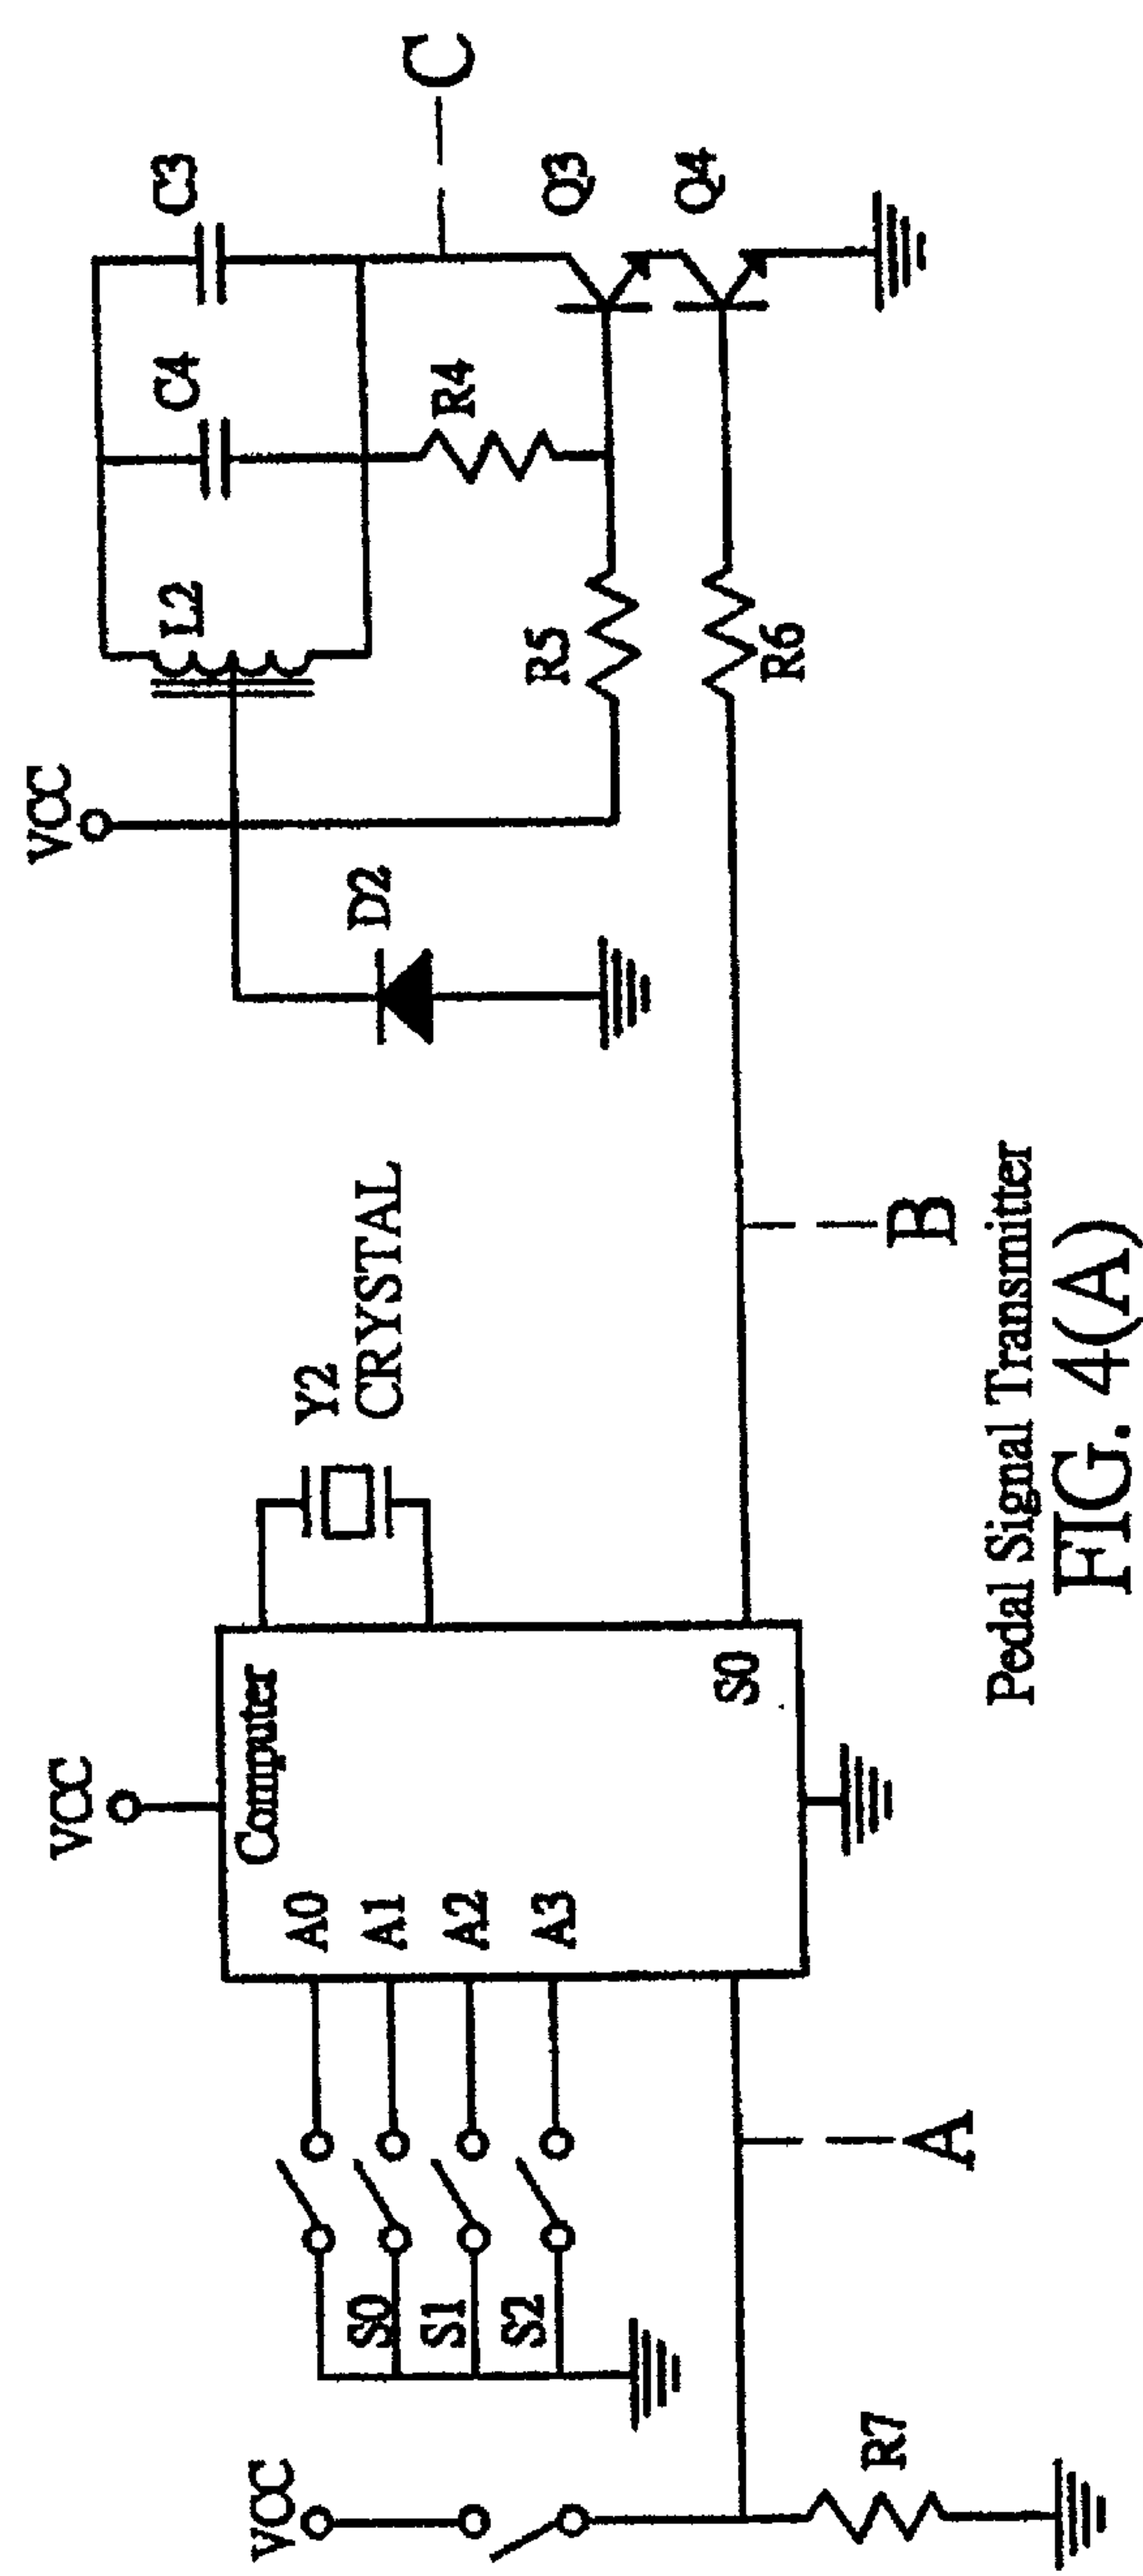 VCC
VCC
VCC
S0
S1
S2
A0
A1
A2
A3
Computer
S0
Y2
CRYSTAL
D2
L2
C4
C3
R4
R5
R6
R7
Q3
Q4
A
B
C
Pedal Signal Transmitter
FIG. 4(A)